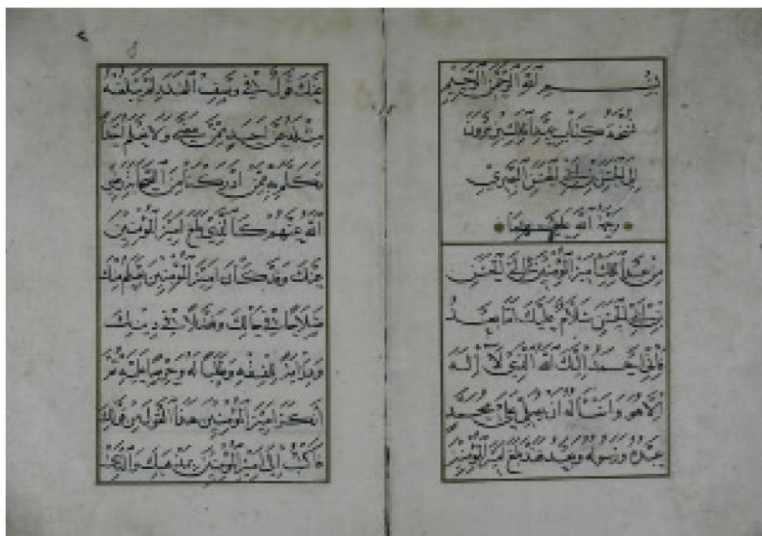 بسم الله الرحمن الرحيم
نسخة كتاب عبد الملك بن مرون
إلى الحسن بن أبي الحسن البصري
رحمة الله عليهما
من عبد الملك أمير المؤمنين إلى الحسن
بن أبي الحسن سلام عليك أما بعد
فإني أحمد إليك الله الذي لا إله
إلا هو وأسأله أن يصلي على محمد
عبده ورسوله وبعد فقد بلغ أمير المؤمنين
عنك قول في وصف القدر لم يبلغه
مثله عن أحد ممن مضى ولا نعلم أحدا
تكلم به ممن أدركنا من الصحابة رضي
الله عنهم كالذي بلغ أمير المؤمنين
عنك وقد كان أمير المؤمنين يعلم منك
صلاحا في حالك وفضلا في دينك
ودراية للفقه وطلبا له وحرصا عليه ثم
أنكر أمير المؤمنين هذا القول من قولك
فاكتب إلى أمير المؤمنين بمذهبك والذي